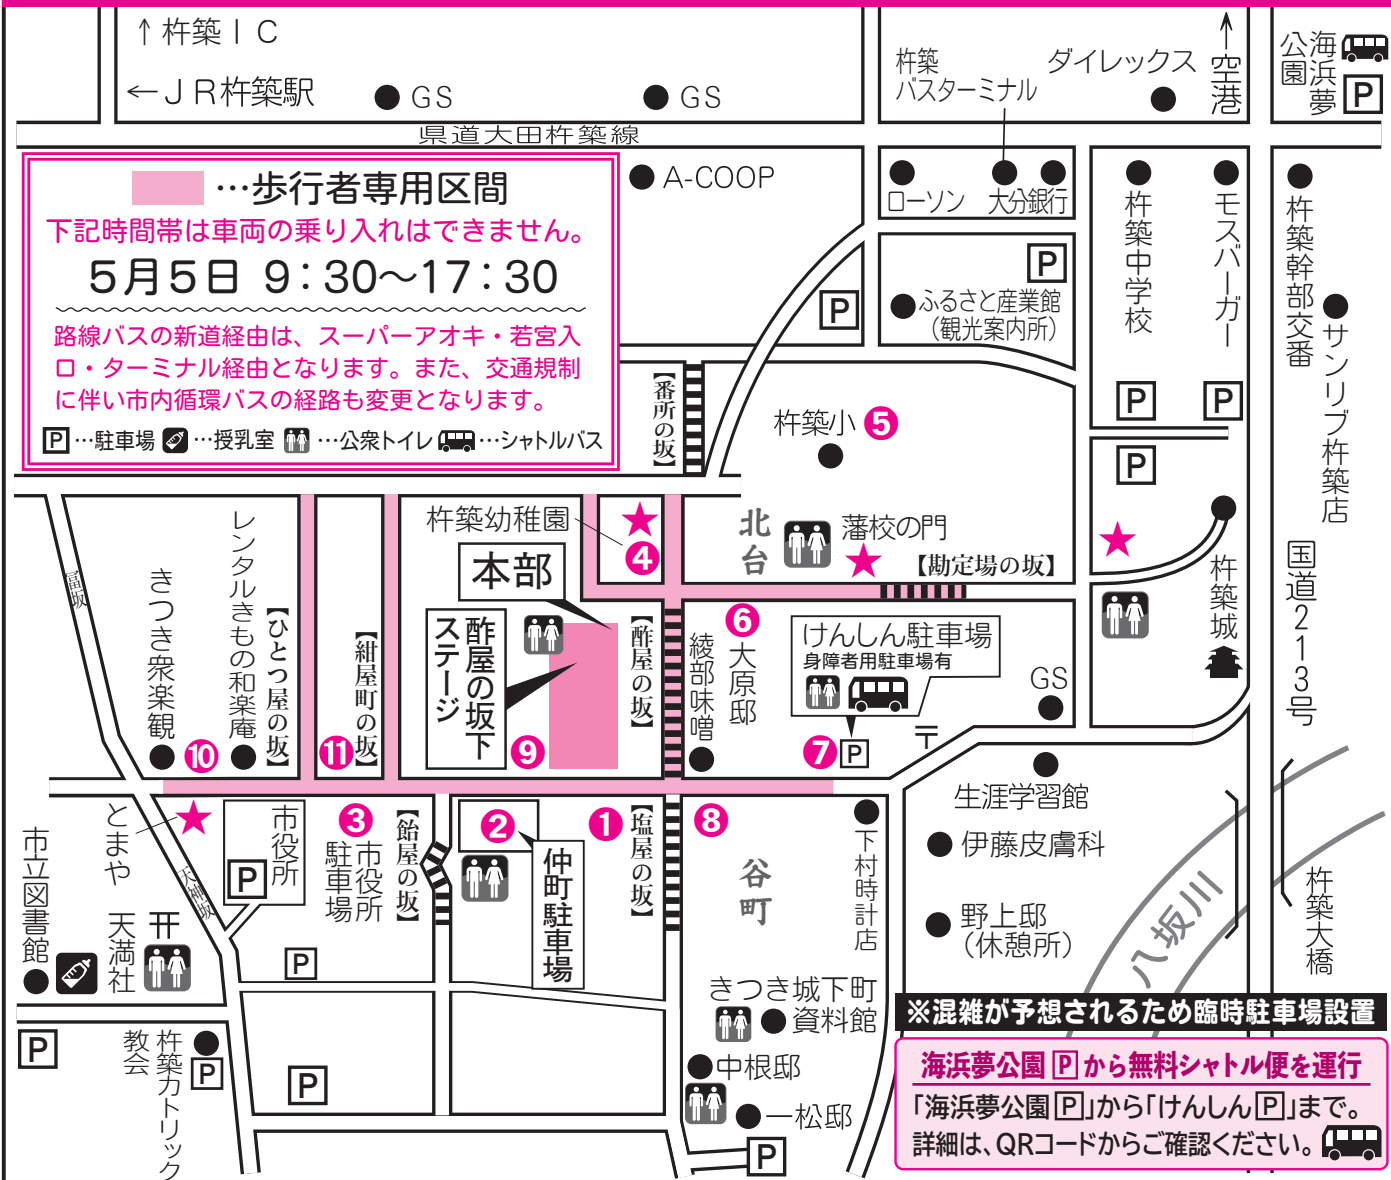 ↑ 杵築ＩＣ
←ＪＲ杵築駅
GS
GS
県道大田杵築線
杵築
バスターミナル
ダイレックス
↑空港
海浜夢
公園
P
…歩行者専用区間
下記時間帯は車両の乗り入れはできません。
5月5日 9：30〜17：30
路線バスの新道経由は、スーパーアオキ・若宮入
口・ターミナル経由となります。また、交通規制
に伴い市内循環バスの経路も変更となります。
P…駐車場 …授乳室 …公衆トイレ …シャトルバス
A-COOP
ローソン
大分銀行
P
P
ふるさと産業館
（観光案内所）
杵築中学校
モスバーガー
杵築幹部交番
サンリブ杵築店
P
P
P
【番所の坂】
杵築小 ❺
杵築幼稚園
★
❹
北台
藩校の門
★
【勘定場の坂】
★
杵築城
国道213号
冨坂
きつき衆楽観
レンタルきもの和楽庵
【ひとつ屋の坂】
❿
⓫
【紺屋町の坂】
本部
酢屋の坂下
ステージ
❾
【酢屋の坂】
綾部味噌
❻
大原邸
けんしん駐車場
身障者用駐車場有
❼
P
〒
GS
生涯学習館
伊藤皮膚科
野上邸
（休憩所）
八坂川
杵築大橋
とまや
★
市役所
P
天神坂
❸
市役所
駐車場
【飴屋の坂】
❷
仲町駐車場
❶
【塩屋の坂】
❽
谷町
下村時計店
市立図書館
天満社
P
P
杵築カトリック
教会
P
P
きつき城下町
資料館
中根邸
一松邸
P
※混雑が予想されるため臨時駐車場設置
海浜夢公園Pから無料シャトル便を運行
「海浜夢公園P」から「けんしんP」まで。
詳細は、QRコードからご確認ください。